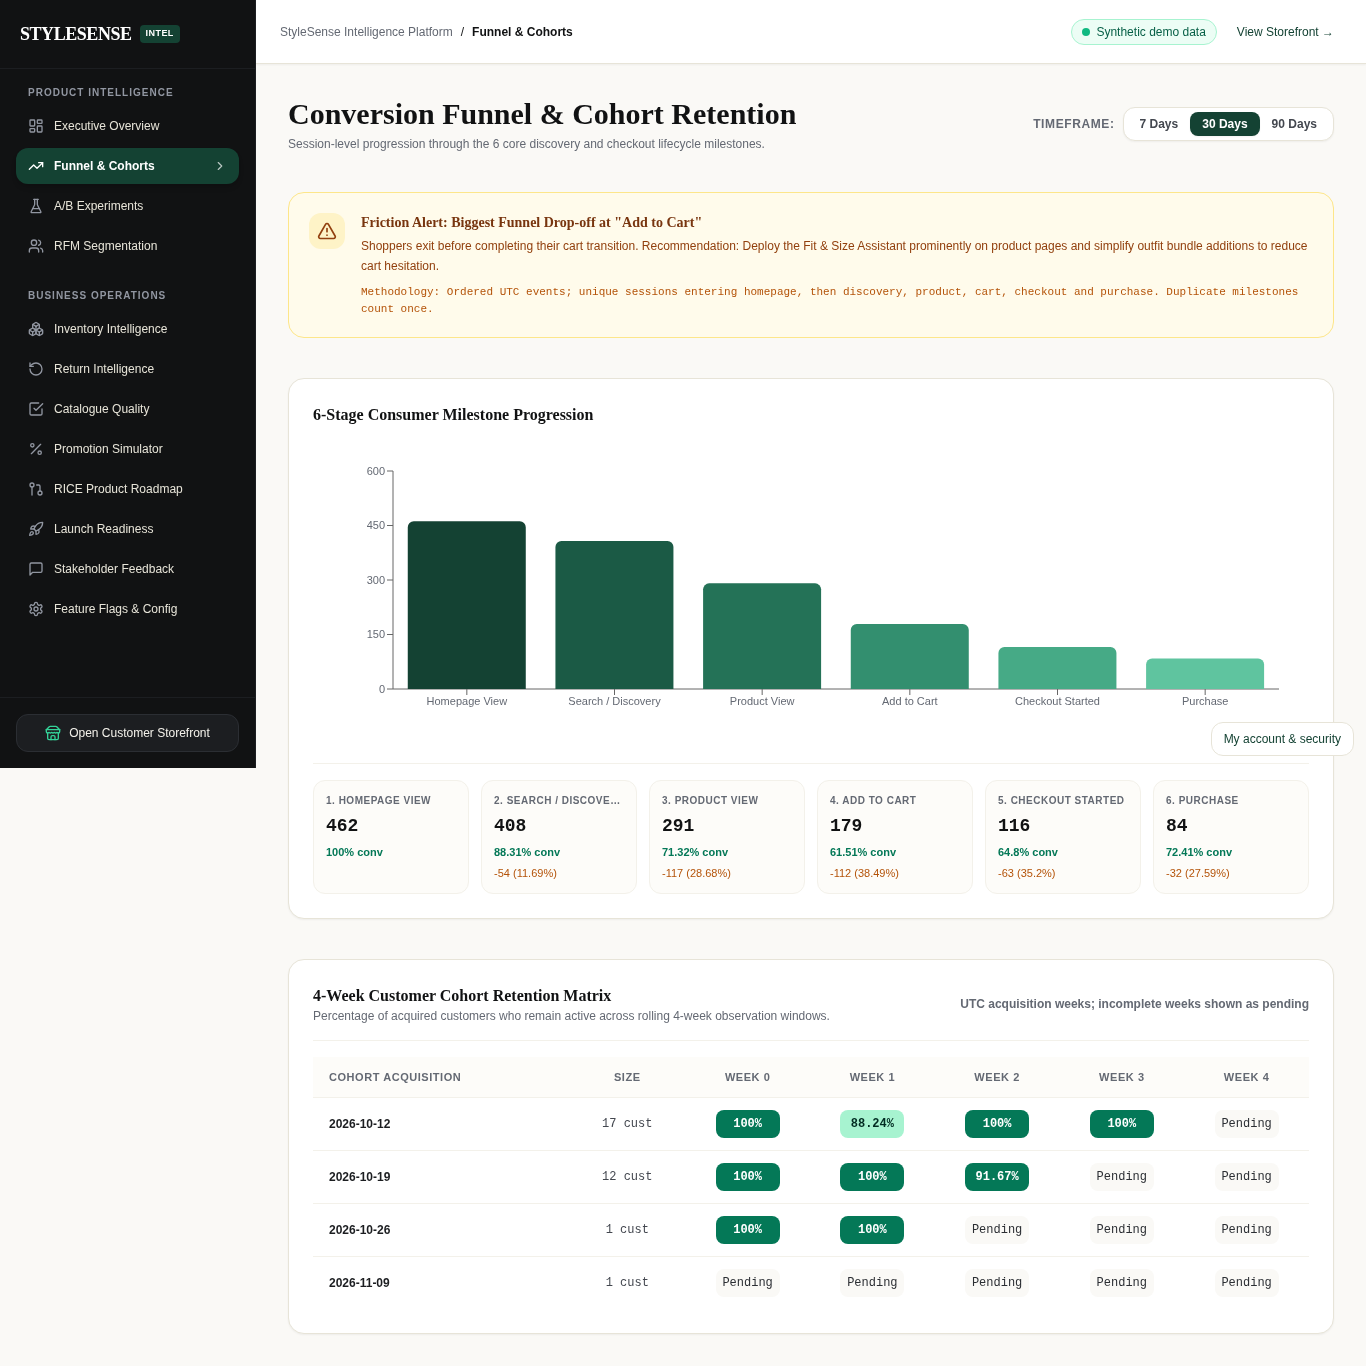 STYLESENSE INTEL
PRODUCT INTELLIGENCE
Executive Overview
Funnel & Cohorts
A/B Experiments
RFM Segmentation
BUSINESS OPERATIONS
Inventory Intelligence
Return Intelligence
Catalogue Quality
Promotion Simulator
RICE Product Roadmap
Launch Readiness
Stakeholder Feedback
Feature Flags & Config
Open Customer Storefront
StyleSense Intelligence Platform / Funnel & Cohorts
Synthetic demo data
View Storefront →
Conversion Funnel & Cohort Retention
Session-level progression through the 6 core discovery and checkout lifecycle milestones.
TIMEFRAME: 7 Days 30 Days 90 Days
Friction Alert: Biggest Funnel Drop-off at "Add to Cart"
Shoppers exit before completing their cart transition. Recommendation: Deploy the Fit & Size Assistant prominently on product pages and simplify outfit bundle additions to reduce
cart hesitation.
Methodology: Ordered UTC events; unique sessions entering homepage, then discovery, product, cart, checkout and purchase. Duplicate milestones
count once.
6-Stage Consumer Milestone Progression
600
450
300
150
0
Homepage View Search / Discovery Product View Add to Cart Checkout Started Purchase
My account & security
1. HOMEPAGE VIEW
462
100% conv
2. SEARCH / DISCOVE...
408
88.31% conv
-54 (11.69%)
3. PRODUCT VIEW
291
71.32% conv
-117 (28.68%)
4. ADD TO CART
179
61.51% conv
-112 (38.49%)
5. CHECKOUT STARTED
116
64.8% conv
-63 (35.2%)
6. PURCHASE
84
72.41% conv
-32 (27.59%)
4-Week Customer Cohort Retention Matrix
Percentage of acquired customers who remain active across rolling 4-week observation windows.
UTC acquisition weeks; incomplete weeks shown as pending
COHORT ACQUISITION SIZE WEEK 0 WEEK 1 WEEK 2 WEEK 3 WEEK 4
2026-10-12 17 cust 100% 88.24% 100% 100% Pending
2026-10-19 12 cust 100% 100% 91.67% Pending Pending
2026-10-26 1 cust 100% 100% Pending Pending Pending
2026-11-09 1 cust Pending Pending Pending Pending Pending